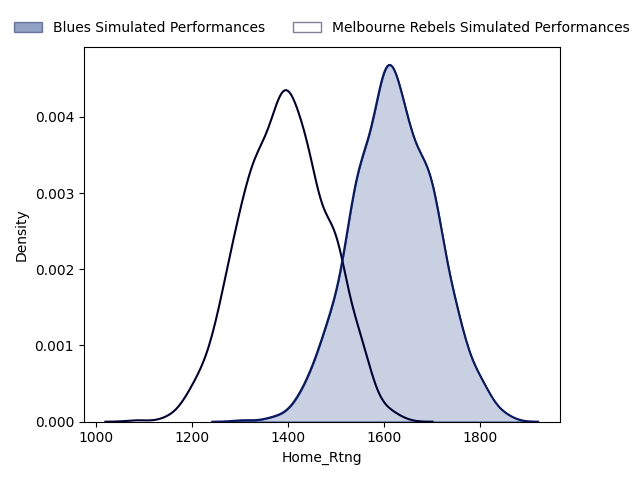 Blues Simulated Performances
Melbourne Rebels Simulated Performances
0.004
0.003
0.002
0.001
0.000
Density
1000
1200
1400
1600
1800
Home_Rtng